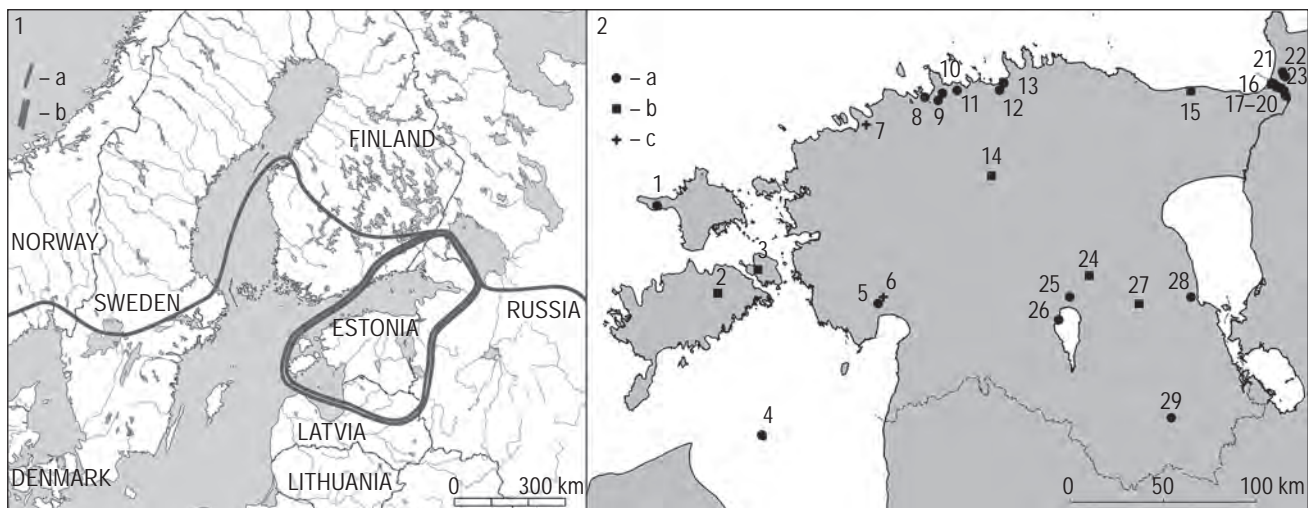 1
– a
– b
FINLAND
NORWAY
SWEDEN
ESTONIA
RUSSIA
LATVIA
DENMARK
LITHUANIA
0 300 km
2
– a
– b
– c
1
2
3
4
5
6
7
8
9
10
11
12
13
14
15
16
17–20
21
22
23
24
25
26
27
28
29
0 50 100 km